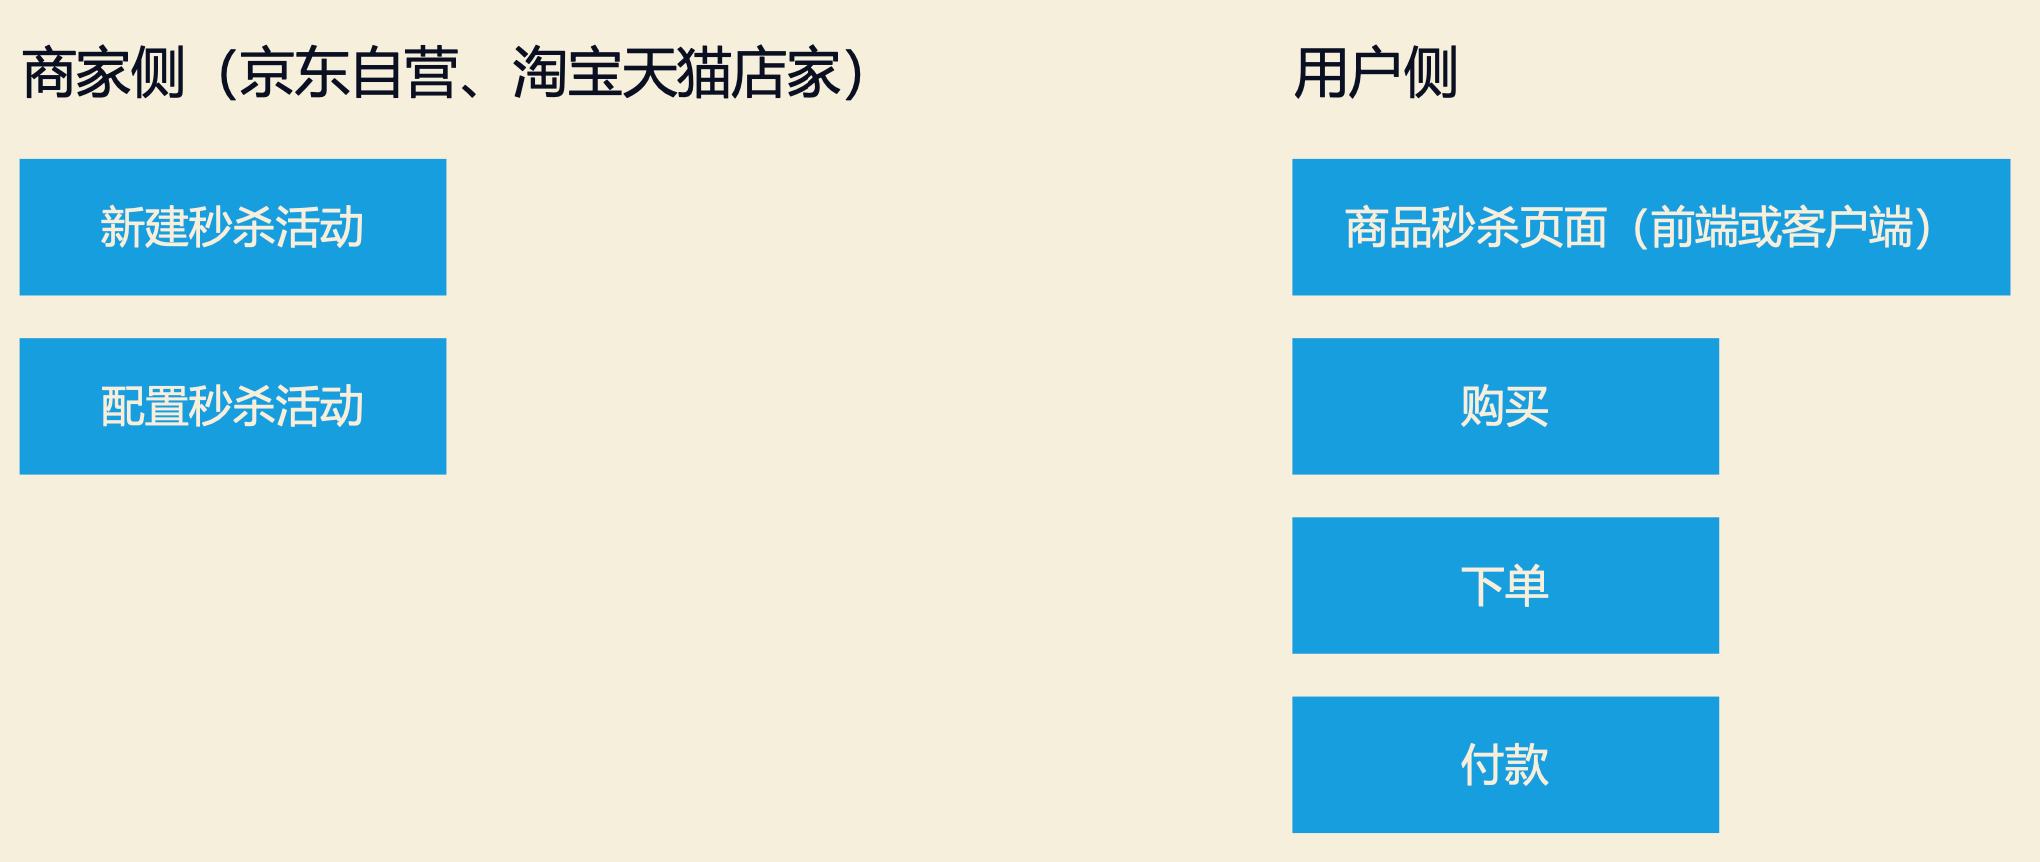 商家侧（京东自营、淘宝天猫店家）
新建秒杀活动
配置秒杀活动
用户侧
商品秒杀页面（前端或客户端）
购买
下单
付款